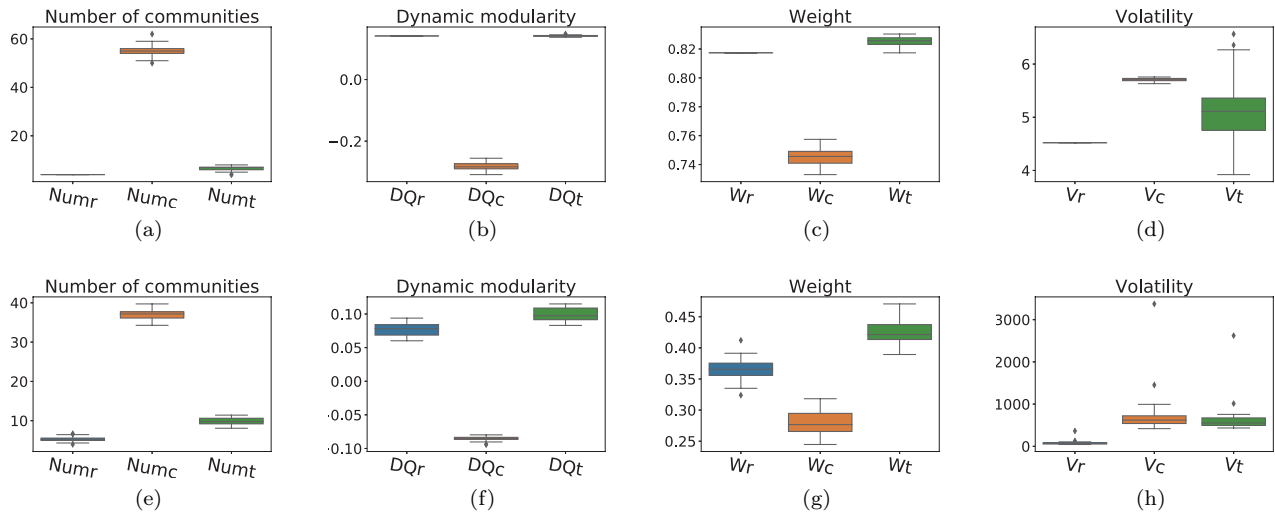 Number of communities
Dynamic modularity
Weight
Volatility
60
40
20
Numr
Numc
Numt
0.0
−0.2
DQr
DQc
DQt
0.82
0.80
0.78
0.76
0.74
Wr
Wc
Wt
6
5
4
Vr
Vc
Vt
(a)
(b)
(c)
(d)
Number of communities
Dynamic modularity
Weight
Volatility
40
30
20
10
Numr
Numc
Numt
0.10
0.05
0.00
−0.05
0.10
DQr
DQc
DQt
0.45
0.40
0.35
0.30
0.25
Wr
Wc
Wt
3000
2000
1000
0
Vr
Vc
Vt
(e)
(f)
(g)
(h)